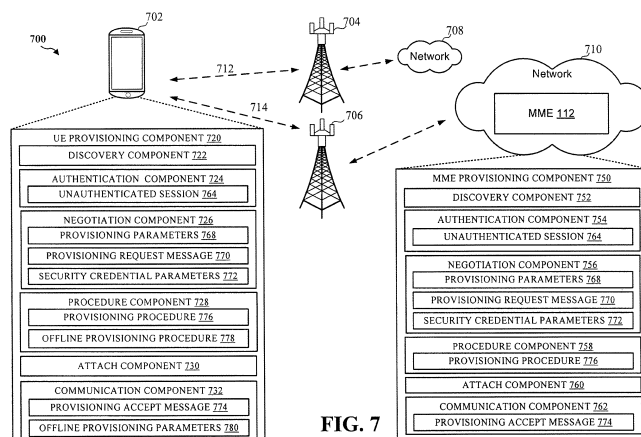 702
700
704
708
Network
710
Network
MME 112
712
714
706
UE PROVISIONING COMPONENT 720
DISCOVERY COMPONENT 722
AUTHENTICATION COMPONENT 724
UNAUTHENTICATED SESSION 764
NEGOTIATION COMPONENT 726
PROVISIONING PARAMETERS 768
PROVISIONING REQUEST MESSAGE 770
SECURITY CREDENTIAL PARAMETERS 772
PROCEDURE COMPONENT 728
PROVISIONING PROCEDURE 776
OFFLINE PROVISIONING PROCEDURE 778
ATTACH COMPONENT 730
COMMUNICATION COMPONENT 732
PROVISIONING ACCEPT MESSAGE 774
OFFLINE PROVISIONING PARAMETERS 780
MME PROVISIONING COMPONENT 750
DISCOVERY COMPONENT 752
AUTHENTICATION COMPONENT 754
UNAUTHENTICATED SESSION 764
NEGOTIATION COMPONENT 756
PROVISIONING PARAMETERS 768
PROVISIONING REQUEST MESSAGE 770
SECURITY CREDENTIAL PARAMETERS 772
PROCEDURE COMPONENT 758
PROVISIONING PROCEDURE 776
ATTACH COMPONENT 760
COMMUNICATION COMPONENT 762
PROVISIONING ACCEPT MESSAGE 774
FIG. 7